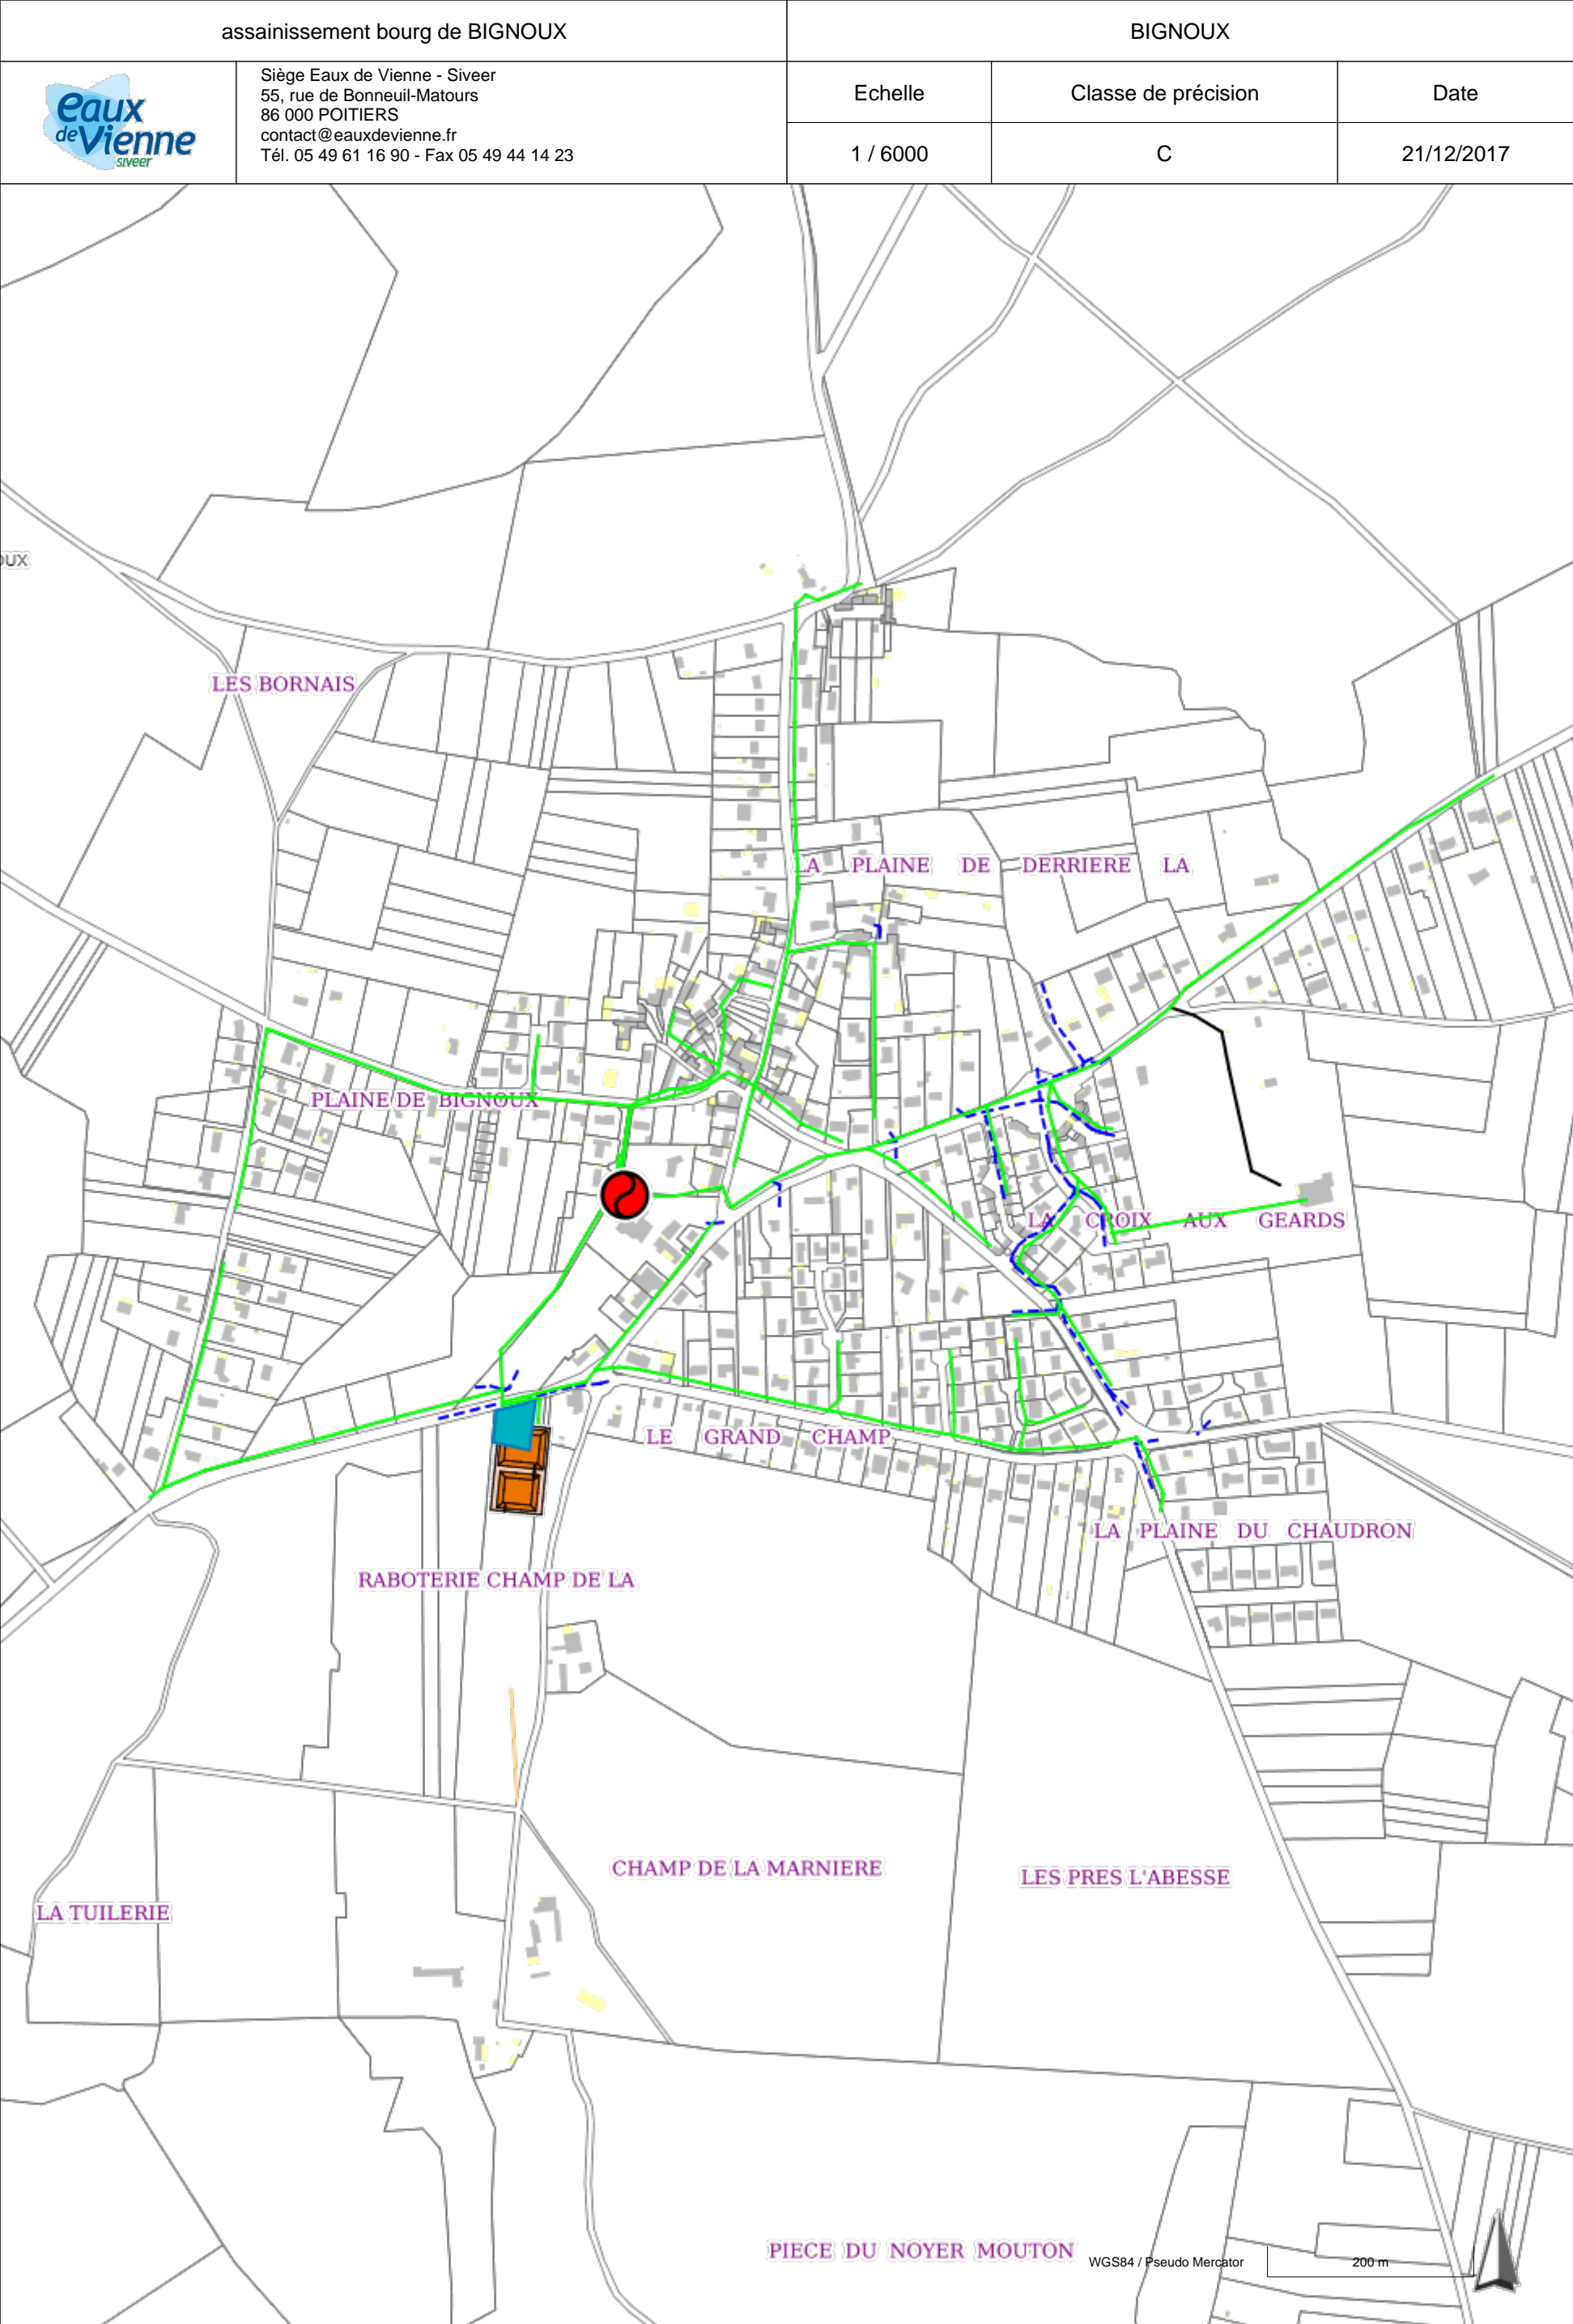 assainissement bourg de BIGNOUX
BIGNOUX
eaux
de Vienne
siveer
Siège Eaux de Vienne - Siveer
55, rue de Bonneuil-Matours
86 000 POITIERS
contact@eauxdevienne.fr
Tél. 05 49 61 16 90 - Fax 05 49 44 14 23
Echelle
Classe de précision
Date
1 / 6000
C
21/12/2017
OUX
LES BORNAIS
LA PLAINE DE DERRIERE LA
PLAINE DE BIGNOUX
LA CROIX AUX GEARDS
LE GRAND CHAMP
LA PLAINE DU CHAUDRON
RABOTERIE CHAMP DE LA
CHAMP DE LA MARNIERE
LES PRES L'ABESSE
LA TUILERIE
PIECE DU NOYER MOUTON
WGS84 / Pseudo Mercator
200 m